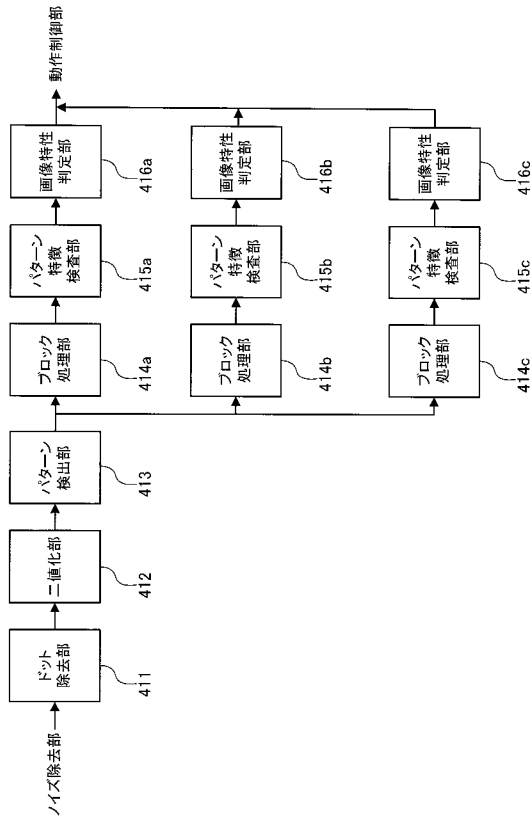 ノイズ除去部
ドット
除去部
411
二値化部
412
パターン
検出部
413
ブロック
処理部
414a
パターン
特徴
検査部
415a
画像特性
判定部
416a
動作制御部
ブロック
処理部
414b
パターン
特徴
検査部
415b
画像特性
判定部
416b
ブロック
処理部
414c
パターン
特徴
検査部
415c
画像特性
判定部
416c